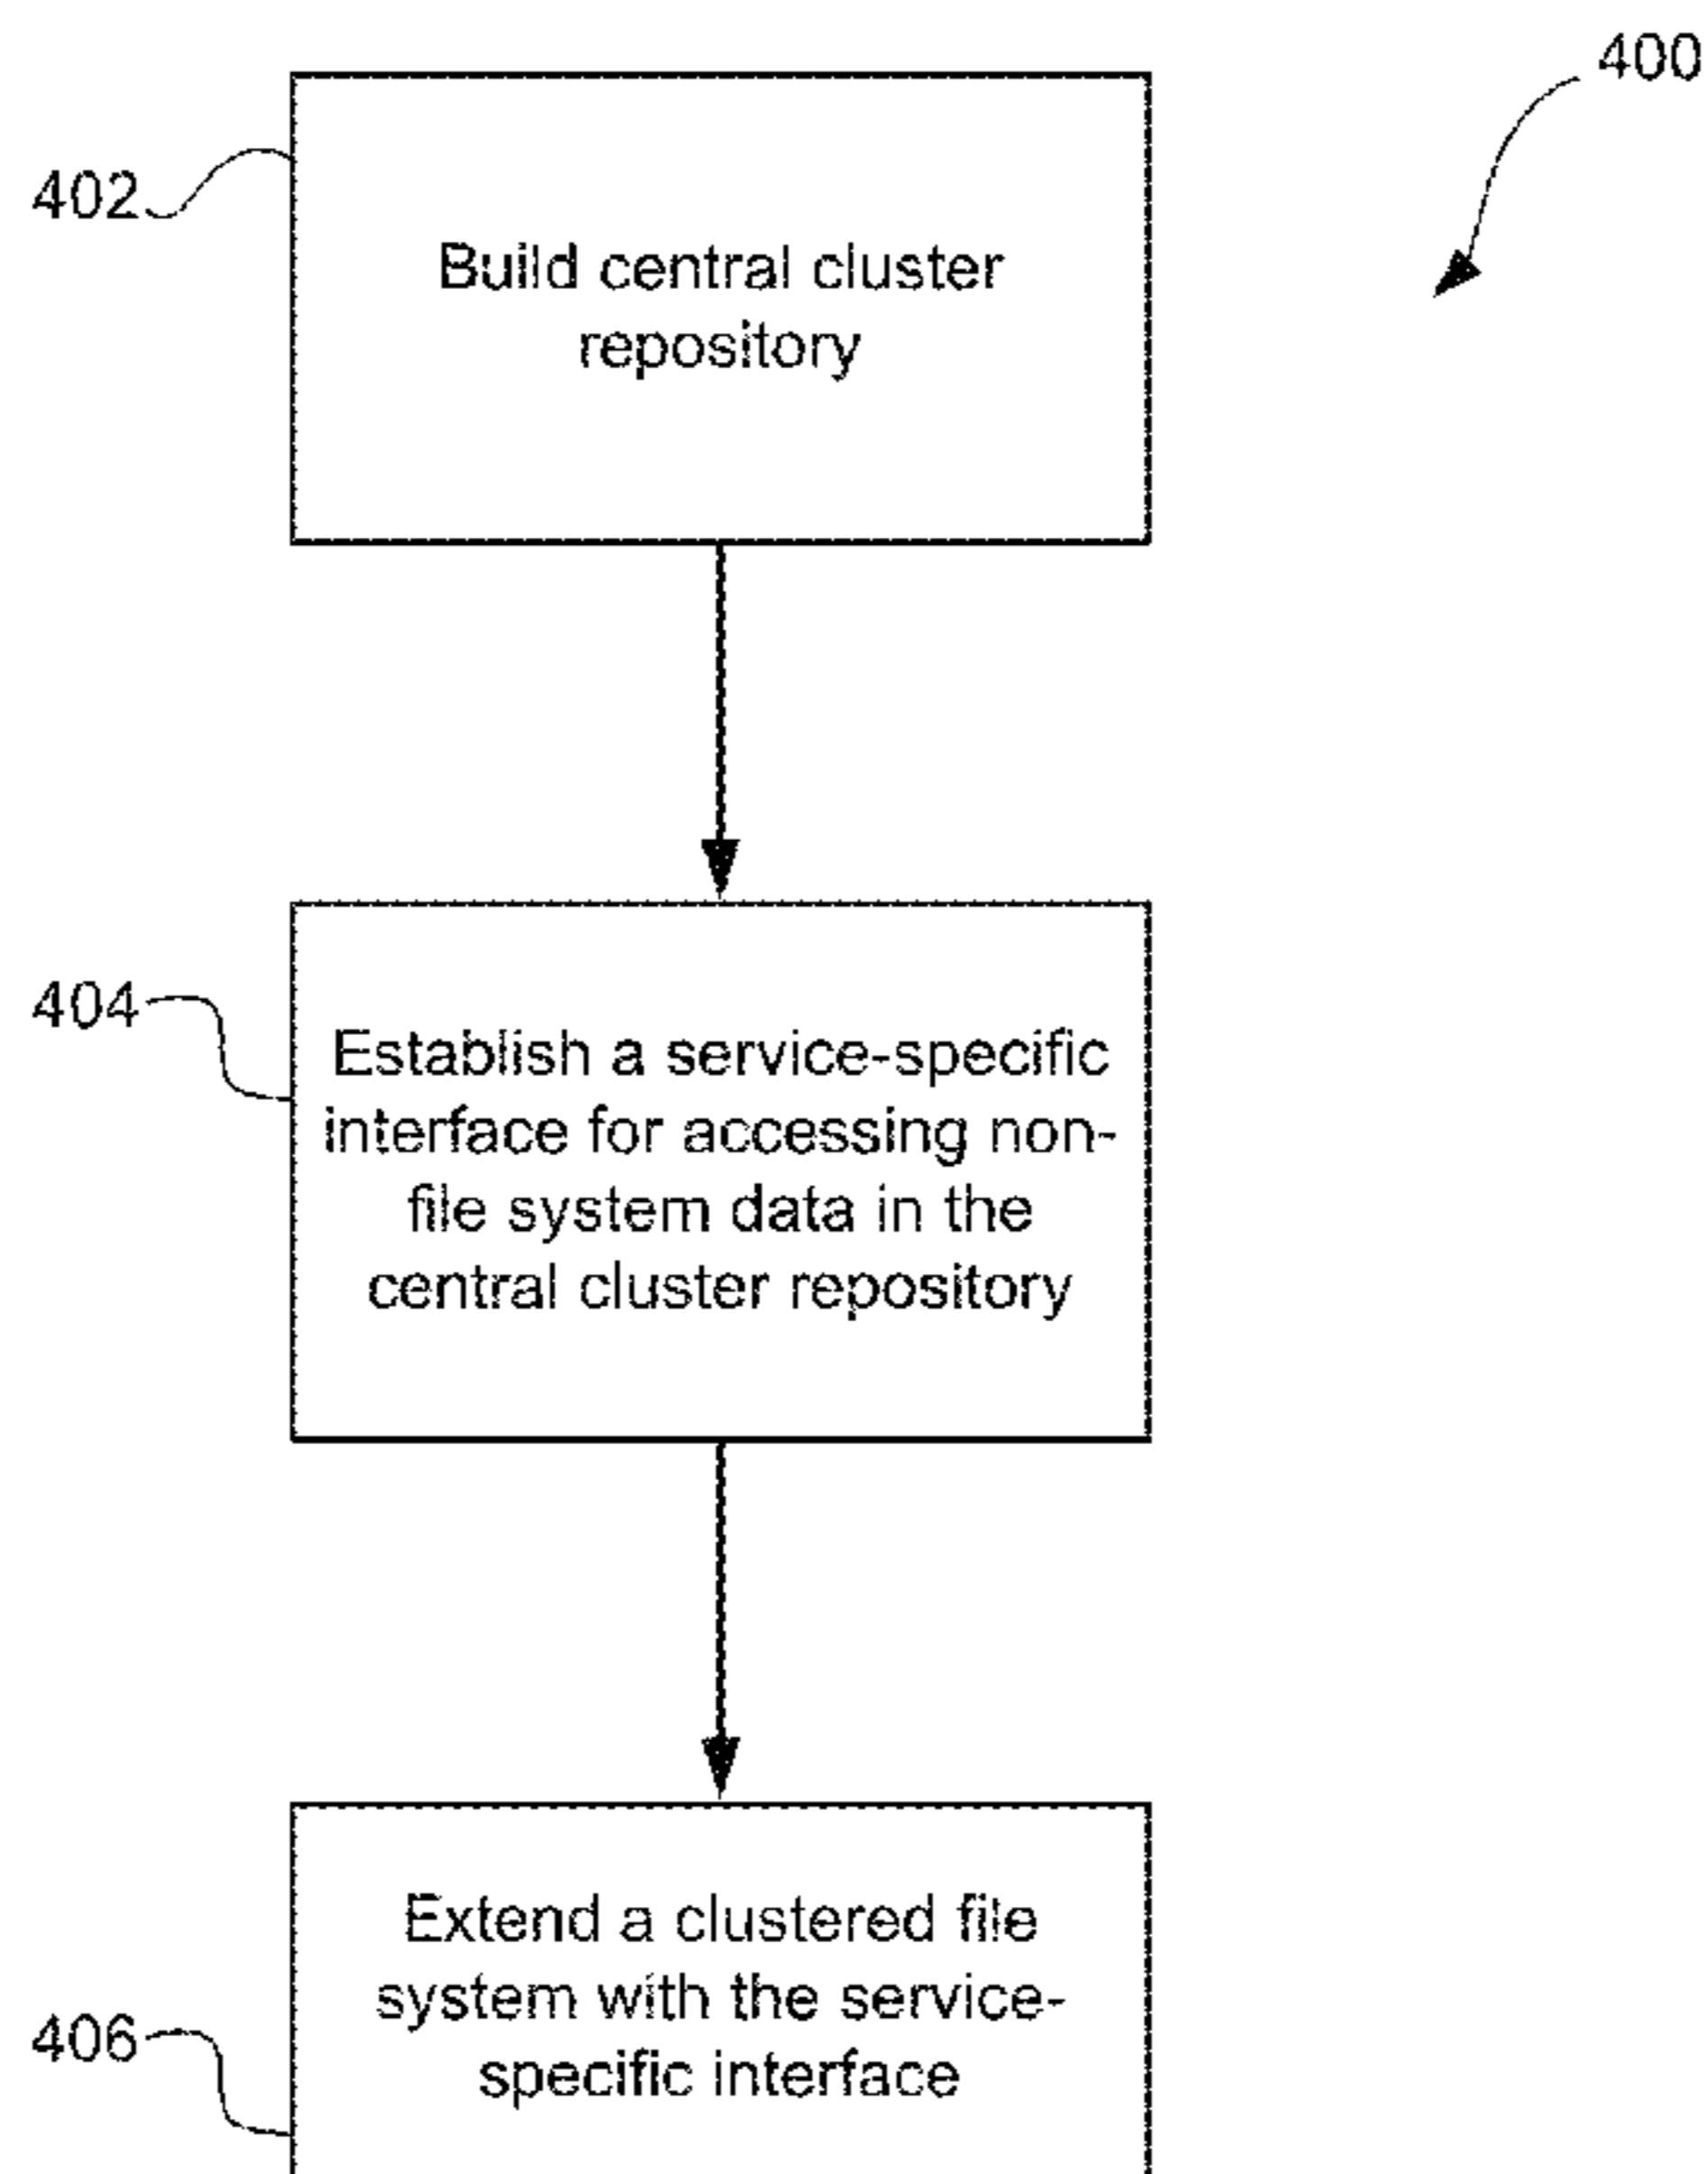 400
402
Build central cluster
repository
404
Establish a service-specific
interface for accessing non-
file system data in the
central cluster repository
406
Extend a clustered file
system with the service-
specific interface